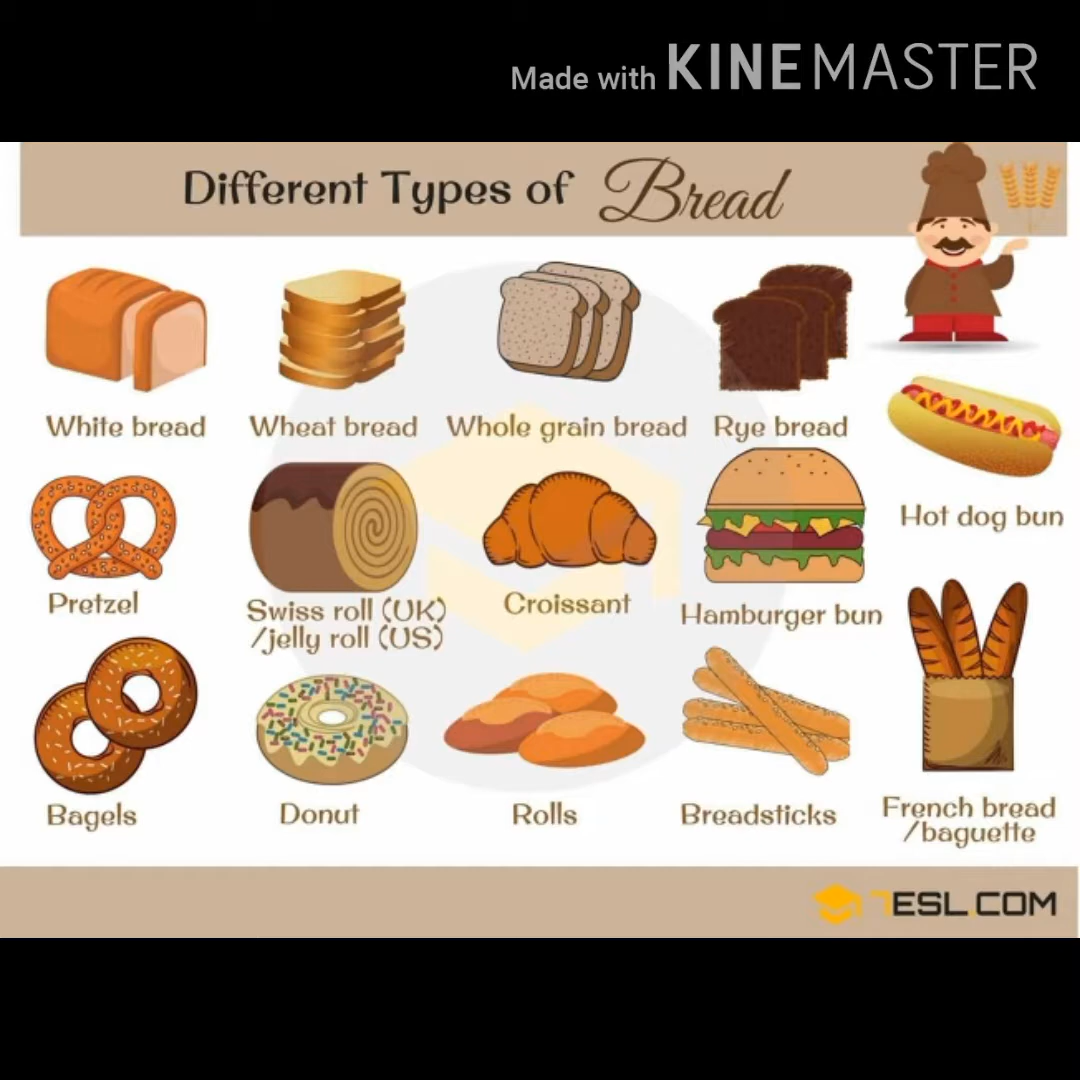 Made with KINEMASTER
Different Types of Bread
White bread
Wheat bread
Whole grain bread
Rye bread
Hot dog bun
Pretzel
Swiss roll (UK)
/jelly roll (US)
Croissant
Hamburger bun
Bagels
Donut
Rolls
Breadsticks
French bread
/baguette
7ESL.COM